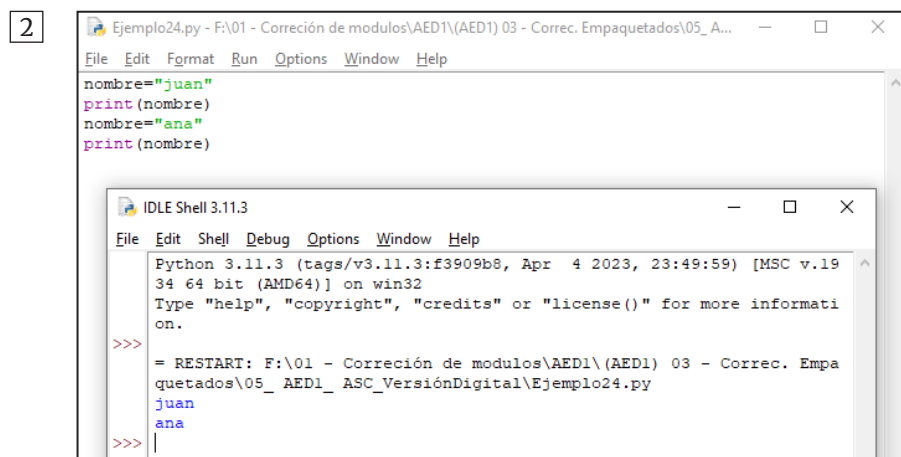 2
Ejemplo24.py - F:\01 - Correción de modulos\AED1\(AED1) 03 - Correc. Empaquetados\05_ A...
File Edit Format Run Options Window Help
nombre="juan"
print(nombre)
nombre="ana"
print(nombre)
IDLE Shell 3.11.3
File Edit Shell Debug Options Window Help
Python 3.11.3 (tags/v3.11.3:f3909b8, Apr  4 2023, 23:49:59) [MSC v.19
34 64 bit (AMD64)] on win32
Type "help", "copyright", "credits" or "license()" for more informati
on.
>>>
= RESTART: F:\01 - Correción de modulos\AED1\(AED1) 03 - Correc. Empa
quetados\05_ AED1_ ASC_VersiónDigital\Ejemplo24.py
juan
ana
>>>